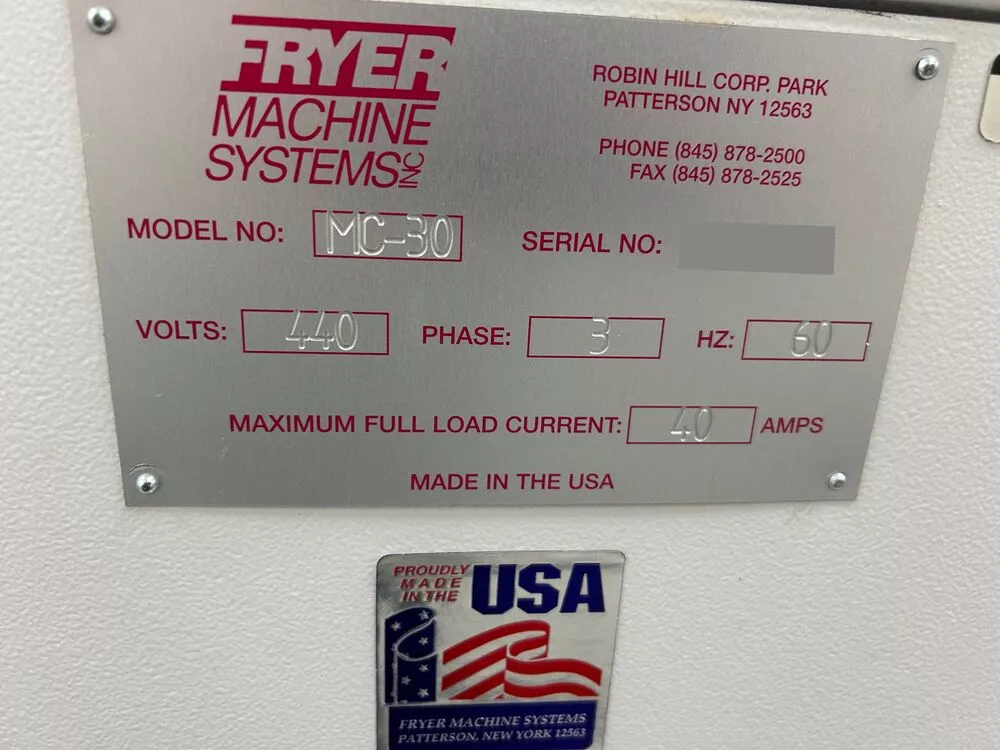 FRYER
MACHINE
SYSTEMS INC
ROBIN HILL CORP. PARK
PATTERSON NY 12563
PHONE (845) 878-2500
FAX (845) 878-2525
MODEL NO: MC-30
SERIAL NO:
VOLTS: 440 PHASE: 3 HZ: 60
MAXIMUM FULL LOAD CURRENT: 40 AMPS
MADE IN THE USA
PROUDLY
MADE
IN THE
USA
FRYER MACHINE SYSTEMS
PATTERSON, NEW YORK 12563